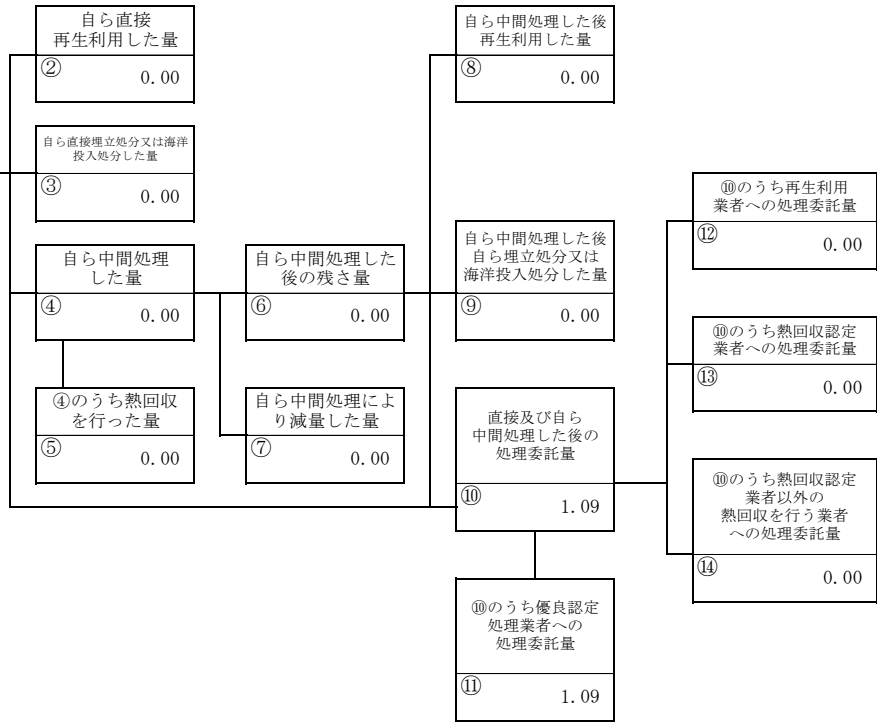 自ら直接
再生利用した量
②
0.00
自ら直接埋立処分又は海洋
投入処分した量
③
0.00
自ら中間処理
した量
④
0.00
④のうち熱回収
を行った量
⑤
0.00
自ら中間処理した
後の残さ量
⑥
0.00
自ら中間処理によ
り減量した量
⑦
0.00
自ら中間処理した後
再生利用した量
⑧
0.00
自ら中間処理した後
自ら埋立処分又は
海洋投入処分した量
⑨
0.00
直接及び自ら
中間処理した後の
処理委託量
⑩
1.09
⑩のうち優良認定
処理業者への
処理委託量
⑪
1.09
⑩のうち再生利用
業者への処理委託量
⑫
0.00
⑩のうち熱回収認定
業者への処理委託量
⑬
0.00
⑩のうち熱回収認定
業者以外の
熱回収を行う業者
への処理委託量
⑭
0.00